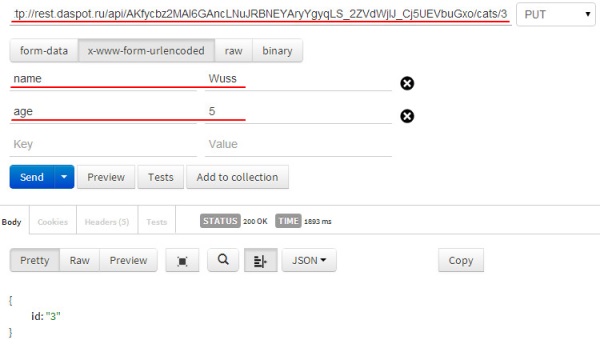 :tp://rest.daspot.ru/api/AKfycbz2MAl6GAncLNuJRBNEYAryYgyqLS_2ZVdWjlJ_Cj5UEVbuGxo/cats/3 PUT
form-data x-www-form-urlencoded raw binary
name Wuss
age 5
Key Value
Send Preview Tests Add to collection
Body Cookies Headers (5) Tests STATUS 200 OK TIME 1893 ms
Pretty Raw Preview JSON Copy
{
id: "3"
}